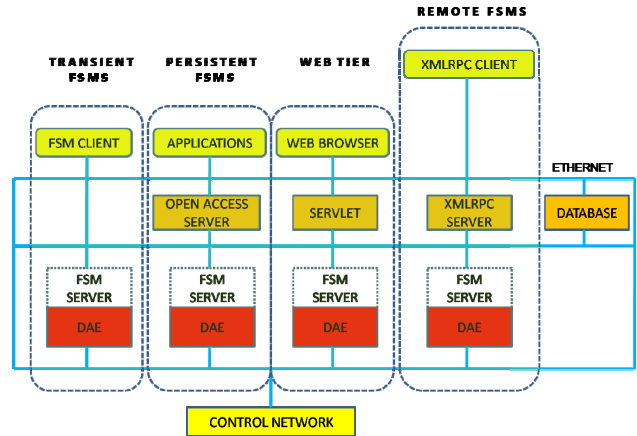 REMOTE FSMS
TRANSIENT
FSMS
PERSISTENT
FSMS
WEB TIER
XMLRPC CLIENT
FSM CLIENT
APPLICATIONS
WEB BROWSER
ETHERNET
OPEN ACCESS
SERVER
SERVLET
XMLRPC
SERVER
DATABASE
FSM
SERVER
DAE
FSM
SERVER
DAE
FSM
SERVER
DAE
FSM
SERVER
DAE
CONTROL NETWORK